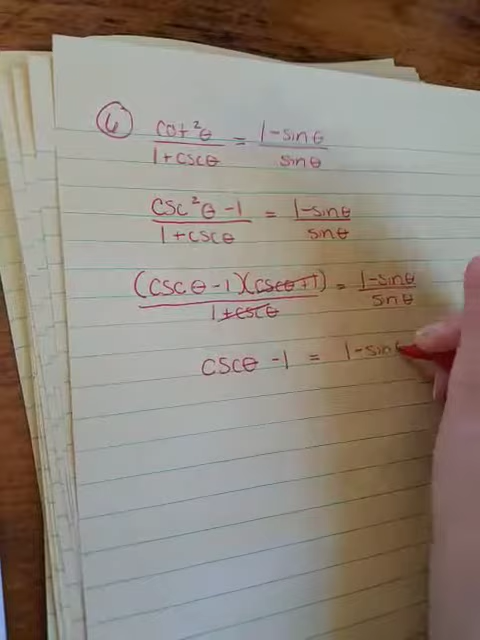 6 cot²θ/1+cscθ = 1-sinθ/sinθ
csc²θ-1/1+cscθ = 1-sinθ/sinθ
(cscθ-1)(cscθ+1)/1+cscθ = 1-sinθ/sinθ
cscθ-1 = 1-sin